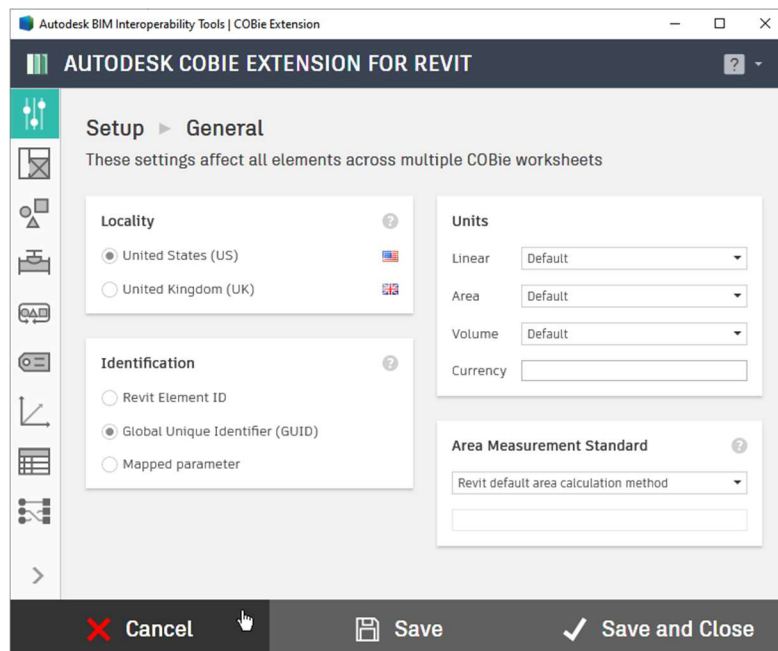 Autodesk BIM Interoperability Tools | COBie Extension
AUTODESK COBIE EXTENSION FOR REVIT
?
Setup General
These settings affect all elements across multiple COBie worksheets
Locality
?
United States (US)
United Kingdom (UK)
Identification
?
Revit Element ID
Global Unique Identifier (GUID)
Mapped parameter
Units
Linear Default
Area Default
Volume Default
Currency
Area Measurement Standard
?
Revit default area calculation method
Cancel
Save
Save and Close